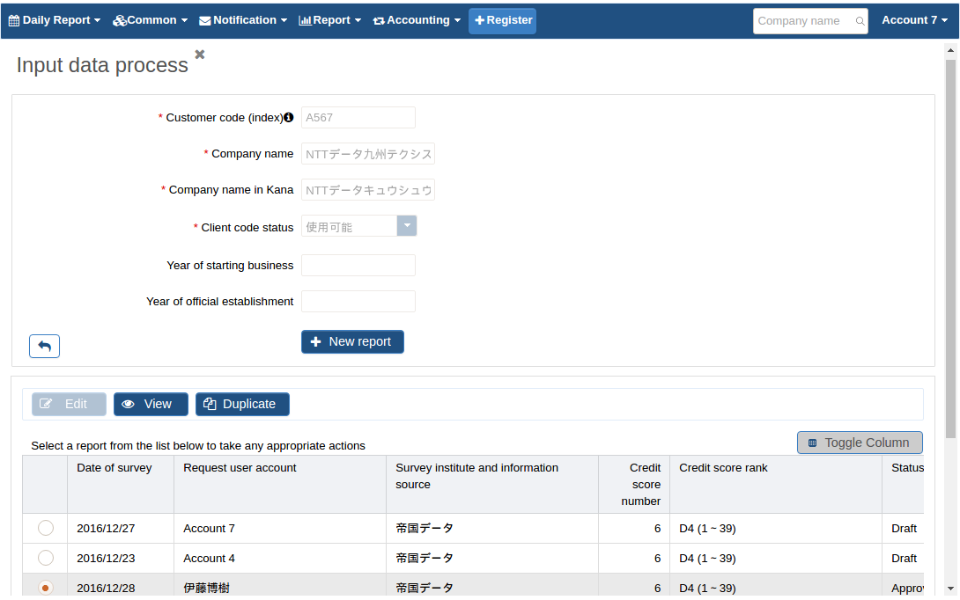 Daily Report Common Notification Report Accounting Register Company name Account 7
Input data process
* Customer code (index) A567
* Company name NTTデータ九州テクシス
* Company name in Kana NTTデータキュウシュウ
* Client code status 使用可能
Year of starting business
Year of official establishment
New report
Edit View Duplicate
Select a report from the list below to take any appropriate actions Toggle Column
Date of survey Request user account Survey institute and information source Credit score number Credit score rank Status
2016/12/27 Account 7 帝国データ 6 D4 (1 ~ 39) Draft
2016/12/23 Account 4 帝国データ 6 D4 (1 ~ 39) Draft
2016/12/28 伊藤博樹 帝国データ 6 D4 (1 ~ 39)